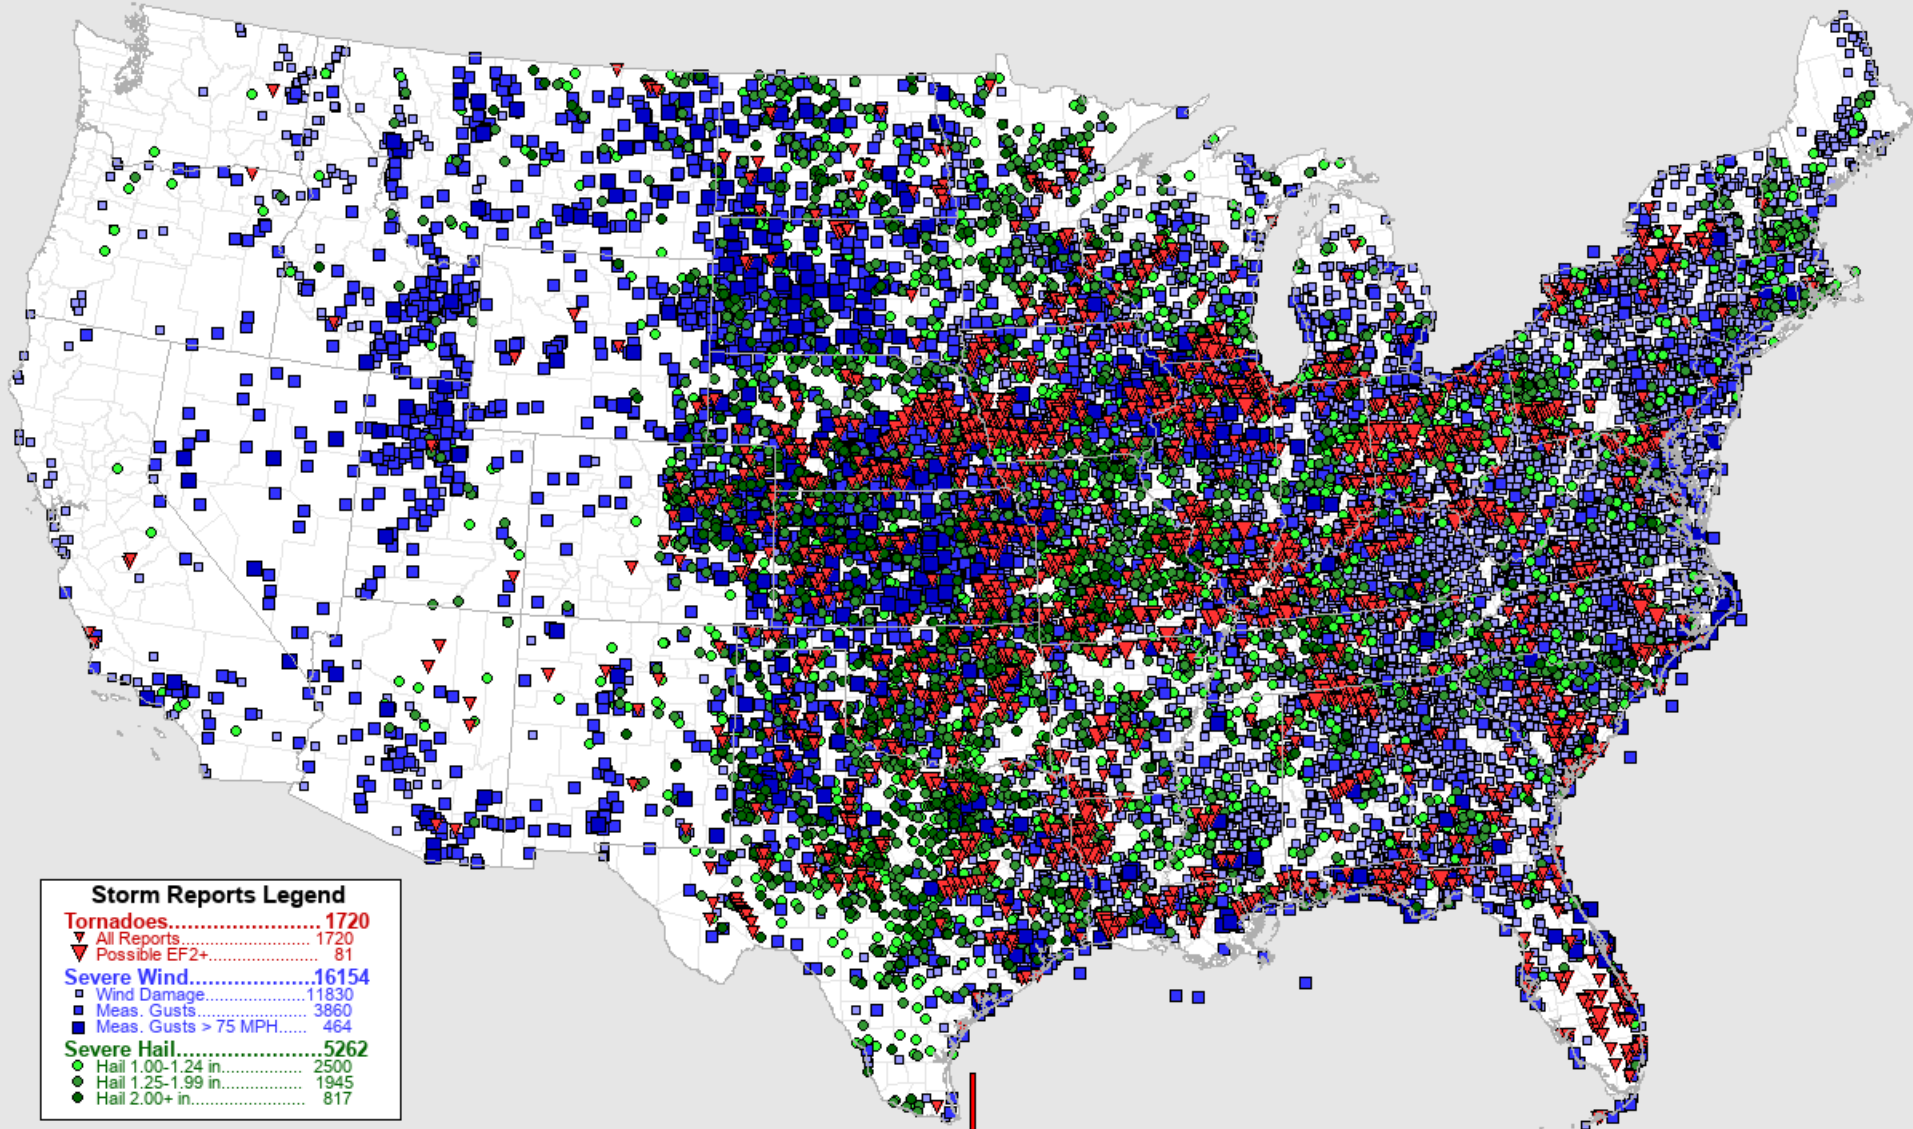 Storm Reports Legend
Tornadoes........................1720
All Reports........................ 1720
Possible EF2+.................... 81
Severe Wind....................16154
Wind Damage.....................11830
Meas. Gusts....................... 3860
Meas. Gusts > 75 MPH...... 464
Severe Hail.......................5262
Hail 1.00-1.24 in................ 2500
Hail 1.25-1.99 in................ 1945
Hail 2.00+ in....................... 817